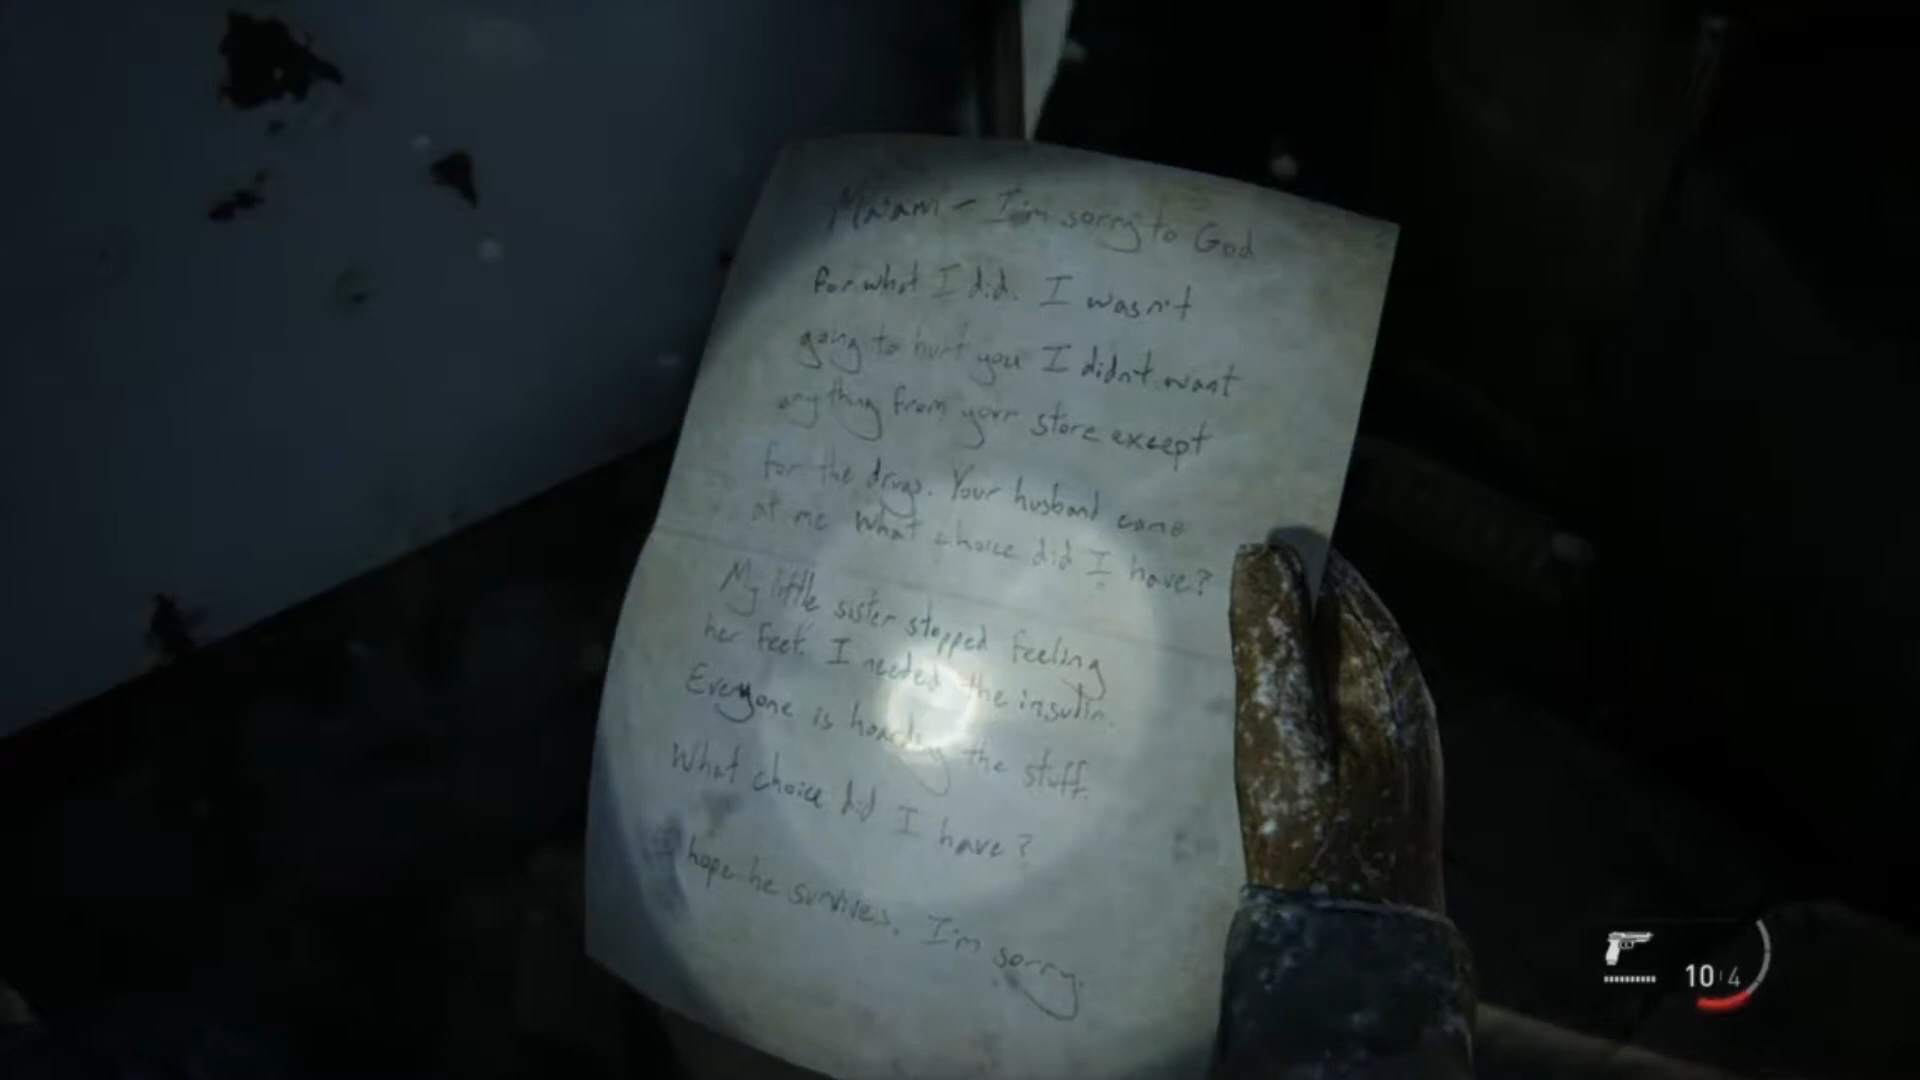 Ma'am - I'm sorry to God
for what I did. I wasn't
going to hurt you I didn't want
anything from your store except
for the drugs. Your husband came
at me What choice did I have?
My little sister stopped feeling
her feet. I needed the insulin.
Everyone is hoarding the stuff.
What choice did I have?
I hope he survives. I'm sorry.
10 4